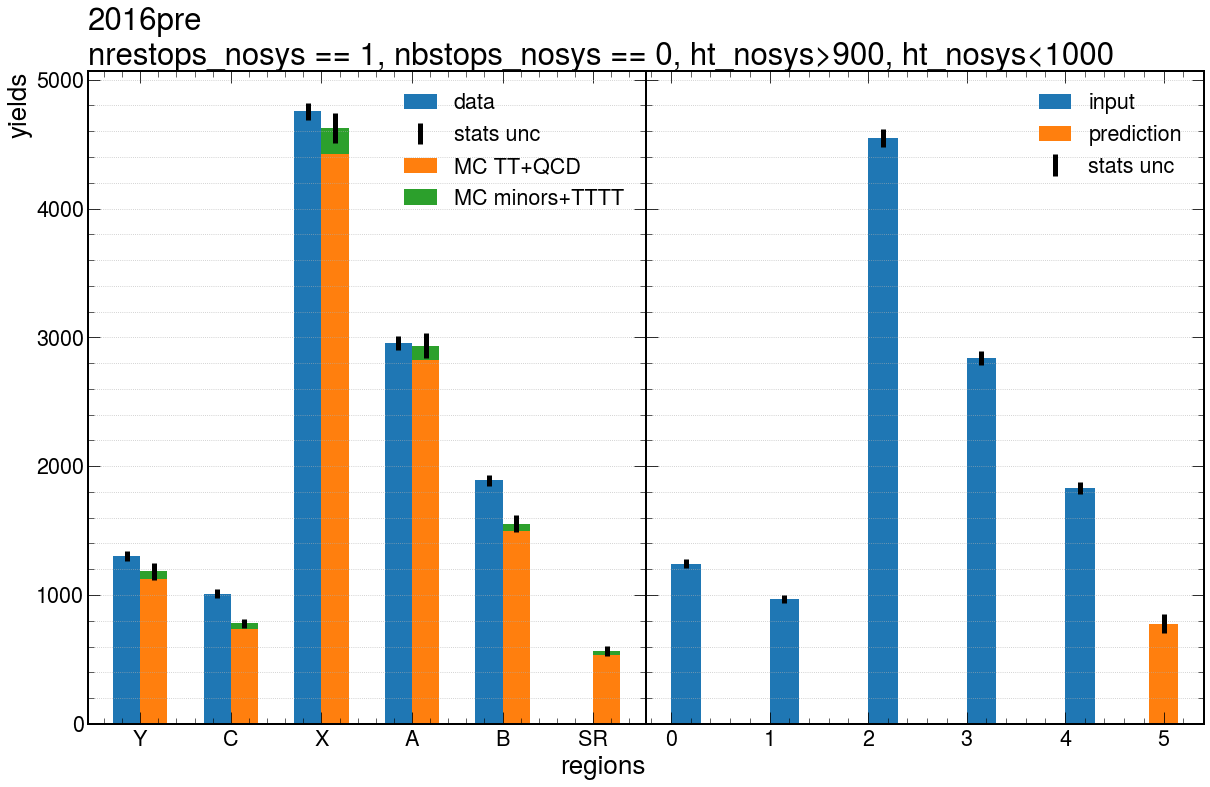 2016pre
nrestops_nosys == 1, nbstops_nosys == 0, ht_nosys>900, ht_nosys<1000
yields
5000
4000
3000
2000
1000
0
data
stats unc
MC TT+QCD
MC minors+TTTT
input
prediction
stats unc
Y C X A B SR
0 1 2 3 4 5
regions